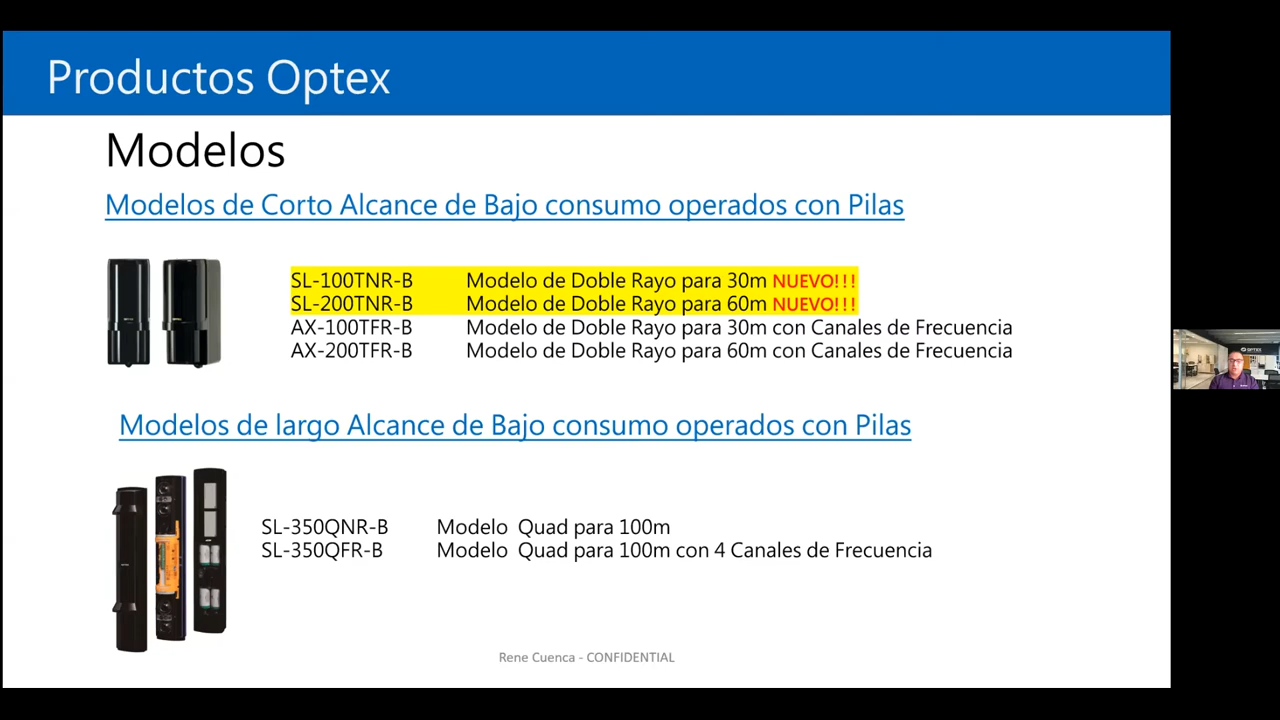 Productos Optex
Modelos
Modelos de Corto Alcance de Bajo consumo operados con Pilas
SL-100TNR-B Modelo de Doble Rayo para 30m NUEVO!!!
SL-200TNR-B Modelo de Doble Rayo para 60m NUEVO!!!
AX-100TFR-B Modelo de Doble Rayo para 30m con Canales de Frecuencia
AX-200TFR-B Modelo de Doble Rayo para 60m con Canales de Frecuencia
OPTEX
Modelos de largo Alcance de Bajo consumo operados con Pilas
SL-350QNR-B Modelo Quad para 100m
SL-350QFR-B Modelo Quad para 100m con 4 Canales de Frecuencia
Rene Cuenca - CONFIDENTIAL